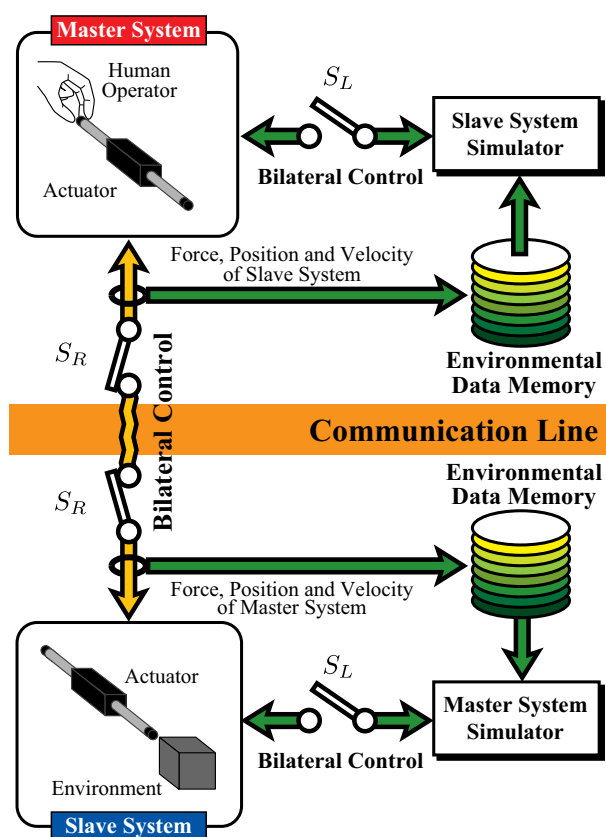 Master System
Human
Operator
Actuator
S_L
Bilateral Control
Slave System
Simulator
Force, Position and Velocity
of Slave System
Environmental
Data Memory
S_R
Bilateral Control
Communication Line
S_R
Environmental
Data Memory
Force, Position and Velocity
of Master System
Actuator
Environment
Slave System
S_L
Bilateral Control
Master System
Simulator